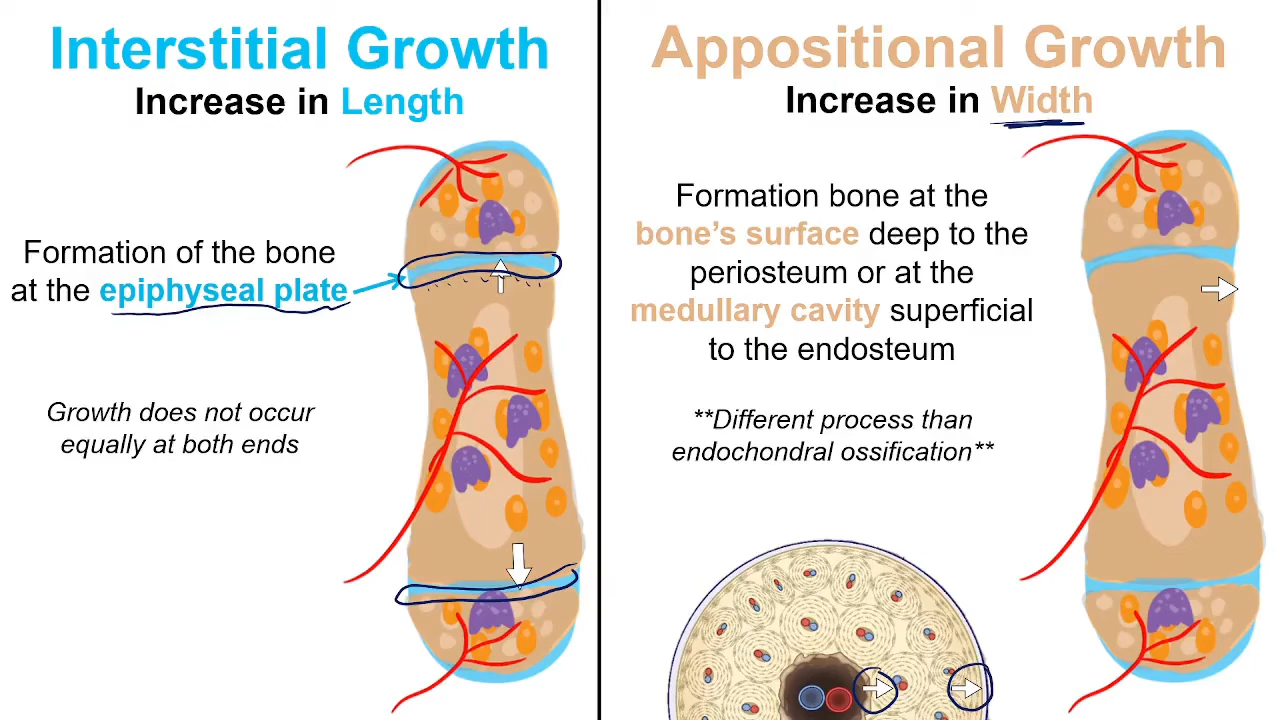 Interstitial Growth
Increase in Length
Formation of the bone
at the epiphyseal plate
Growth does not occur
equally at both ends
Appositional Growth
Increase in Width
Formation bone at the
bone's surface deep to the
periosteum or at the
medullary cavity superficial
to the endosteum
**Different process than
endochondral ossification**